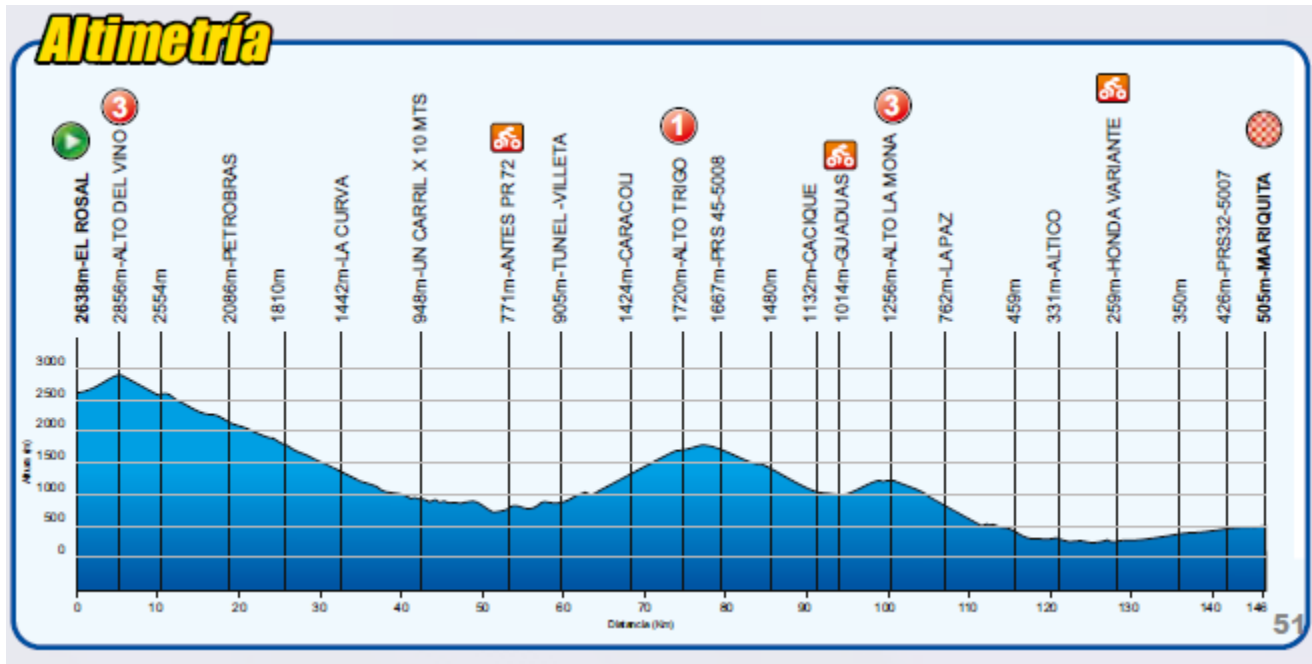 Altimetría
3
1
3
2638m-EL ROSAL
2856m-ALTO DEL VINO
2554m
2086m-PETROBRAS
1810m
1442m-LA CURVA
948m-UN CARRIL X 10 MTS
771m-ANTES PR 72
905m-TUNEL -VILLETA
1424m-CARACOLI
1720m-ALTO TRIGO
1667m-PRS 45-5008
1480m
1132m-CACIQUE
1014m-GUADUAS
1256m-ALTO LA MONA
762m-LA PAZ
459m
331m-ALTICO
259m-HONDA VARIANTE
350m
426m-PRS32-5007
505m-MARIQUITA
3000
2500
2000
1500
1000
500
0
Altura (m)
0 10 20 30 40 50 60 70 80 90 100 110 120 130 140 146
Distancia (Km)
51